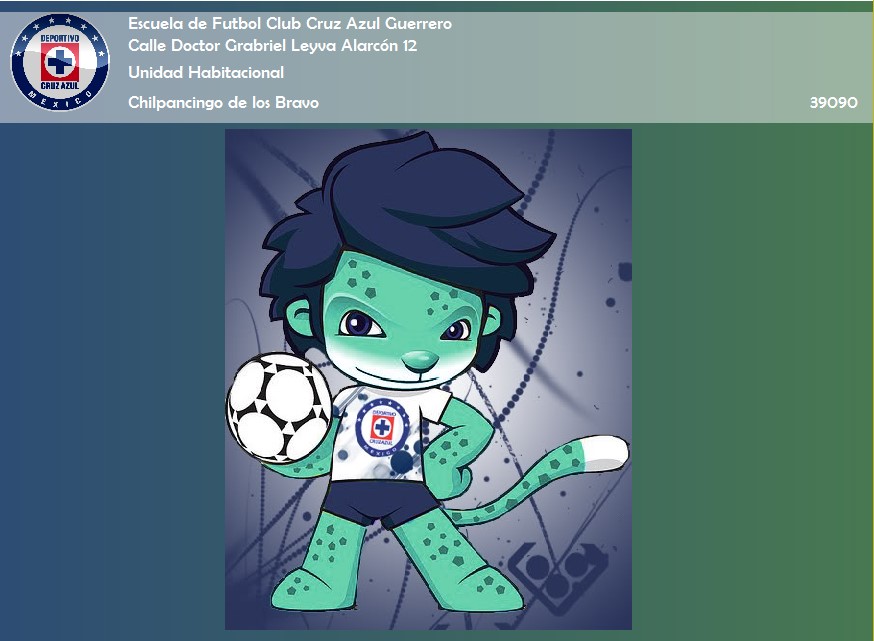 Escuela de Futbol Club Cruz Azul Guerrero
Calle Doctor Grabriel Leyva Alarcón 12
Unidad Habitacional
Chilpancingo de los Bravo 39090
DEPORTIVO
CRUZ AZUL
MEXICO
DEPORTIVO
CRUZ AZUL
MEXICO